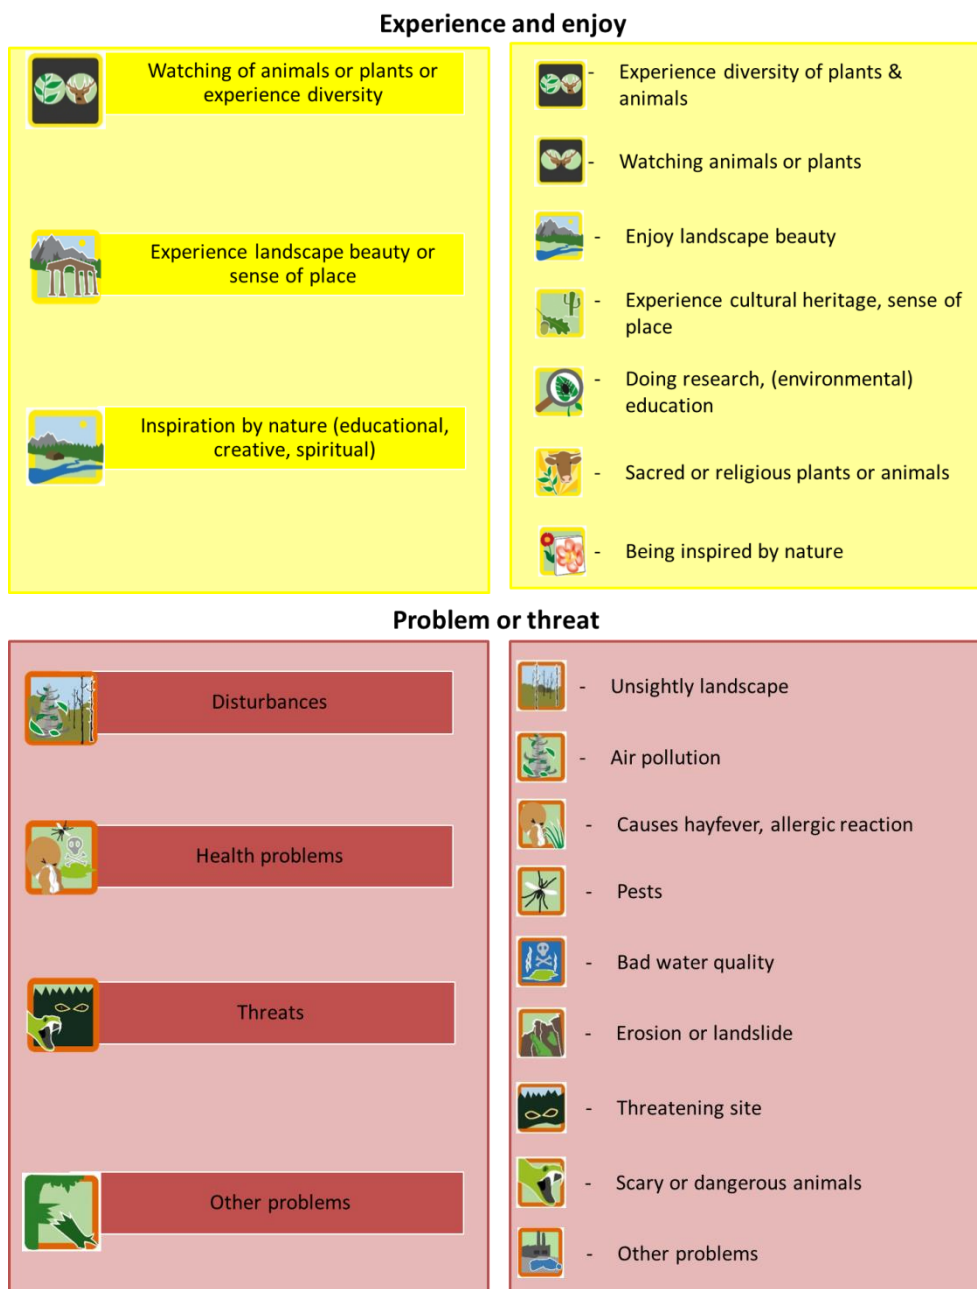 Experience and enjoy
Watching of animals or plants or
experience diversity
Experience landscape beauty or
sense of place
Inspiration by nature (educational,
creative, spiritual)
- Experience diversity of plants &
animals
- Watching animals or plants
- Enjoy landscape beauty
- Experience cultural heritage, sense of
place
- Doing research, (environmental)
education
- Sacred or religious plants or animals
- Being inspired by nature
Problem or threat
Disturbances
Health problems
Threats
Other problems
- Unsightly landscape
- Air pollution
- Causes hayfever, allergic reaction
- Pests
- Bad water quality
- Erosion or landslide
- Threatening site
- Scary or dangerous animals
- Other problems